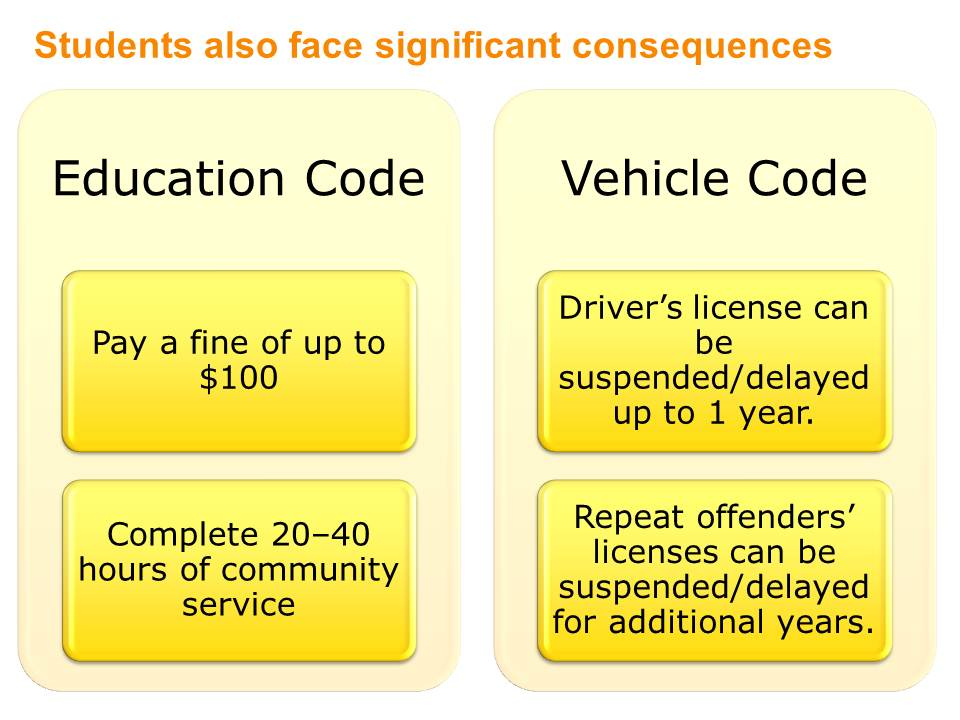 Students also face significant consequences
Education Code
Pay a fine of up to
$100
Complete 20–40
hours of community
service
Vehicle Code
Driver’s license can
be
suspended/delayed
up to 1 year.
Repeat offenders’
licenses can be
suspended/delayed
for additional years.